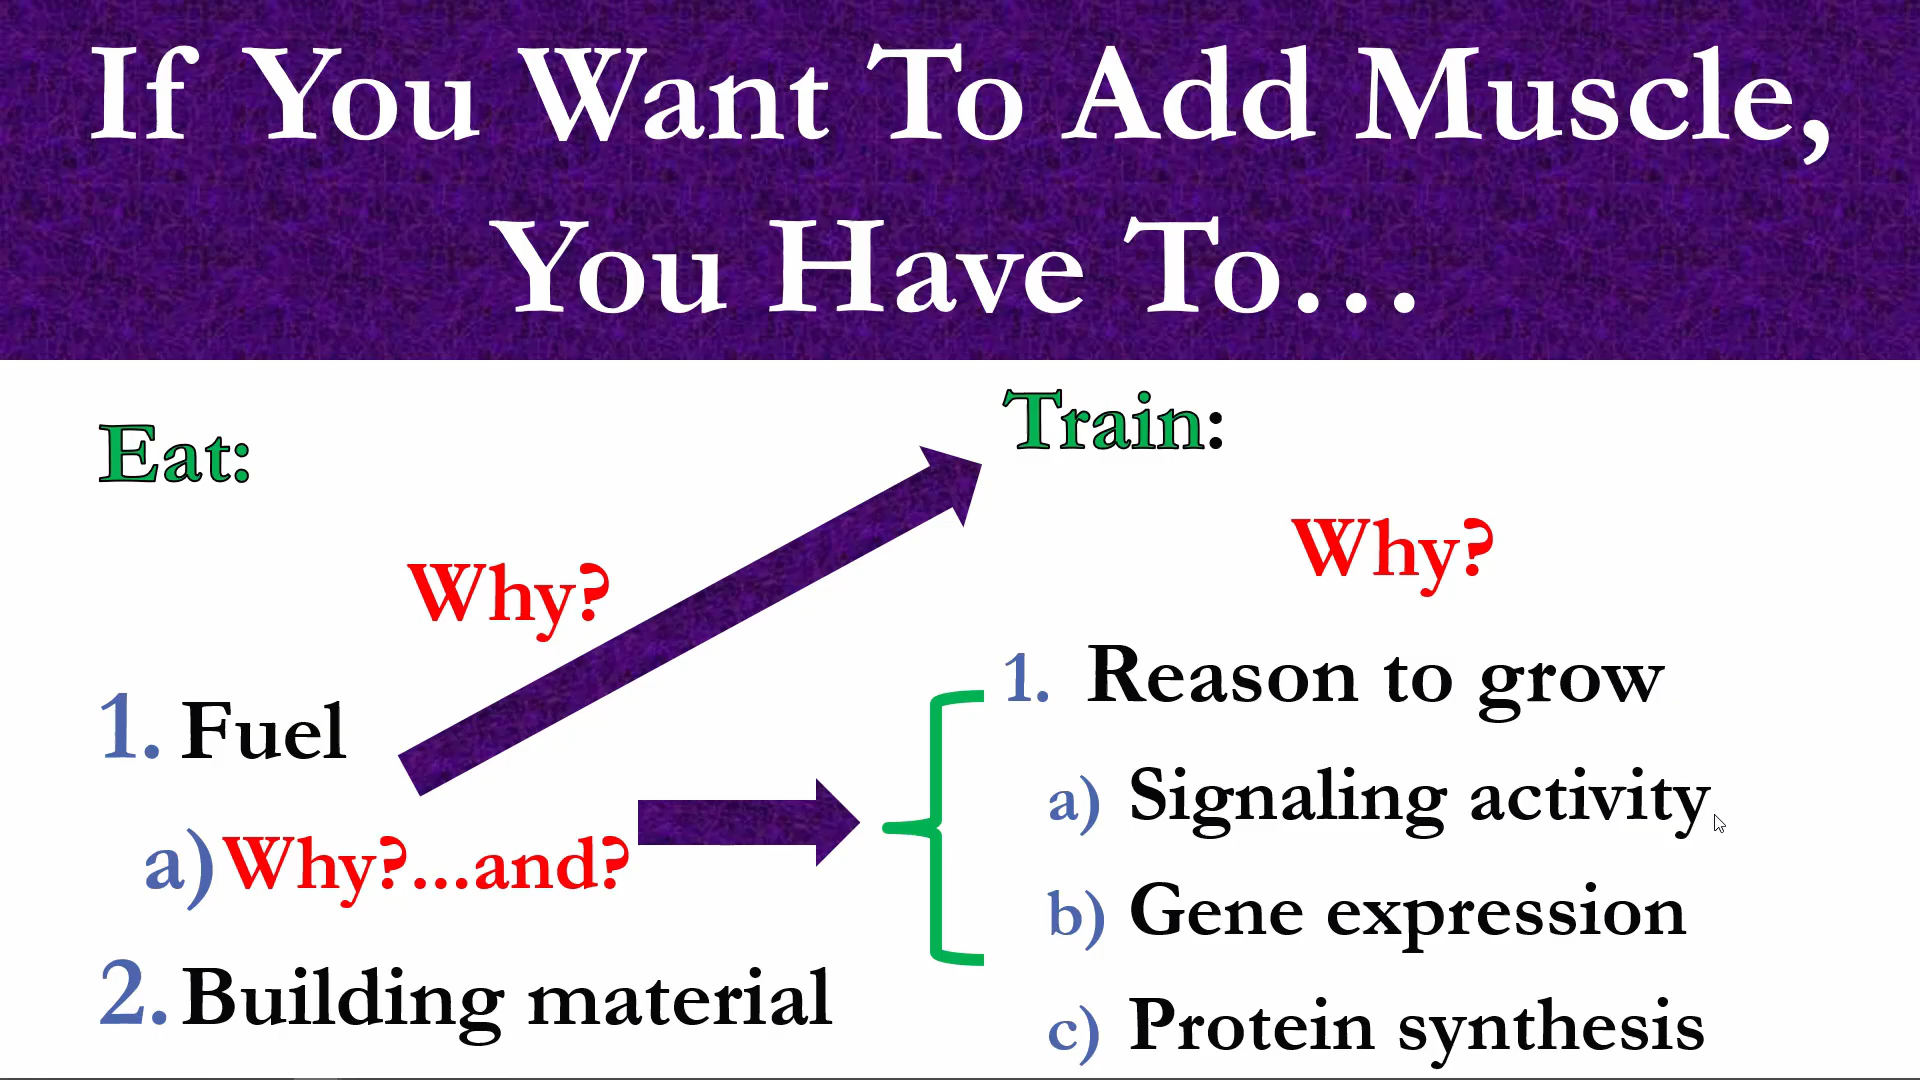 If You Want To Add Muscle,
You Have To…
Eat:
Why?
1. Fuel
a) Why?...and?
2. Building material
Train:
Why?
1. Reason to grow
a) Signaling activity
b) Gene expression
c) Protein synthesis